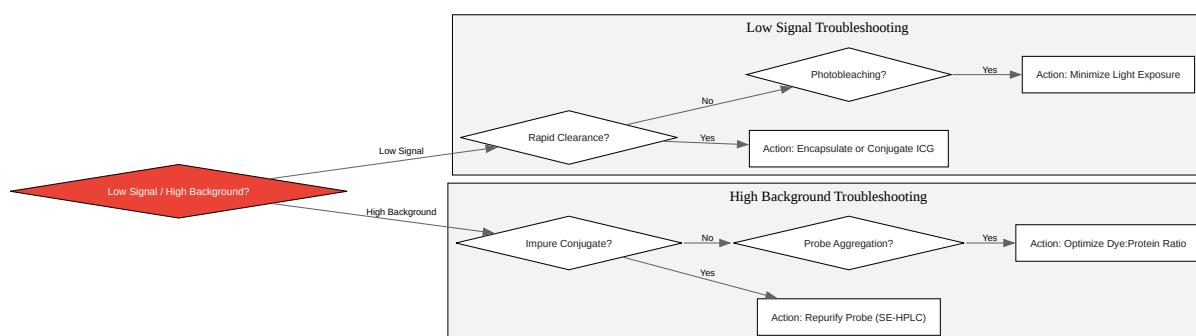 Low Signal Troubleshooting
Photobleaching?
Yes
Action: Minimize Light Exposure
No
Rapid Clearance?
Yes
Action: Encapsulate or Conjugate ICG
Low Signal
Low Signal / High Background?
High Background
High Background Troubleshooting
Impure Conjugate?
No
Probe Aggregation?
Yes
Action: Optimize Dye:Protein Ratio
Yes
Action: Repurify Probe (SE-HPLC)